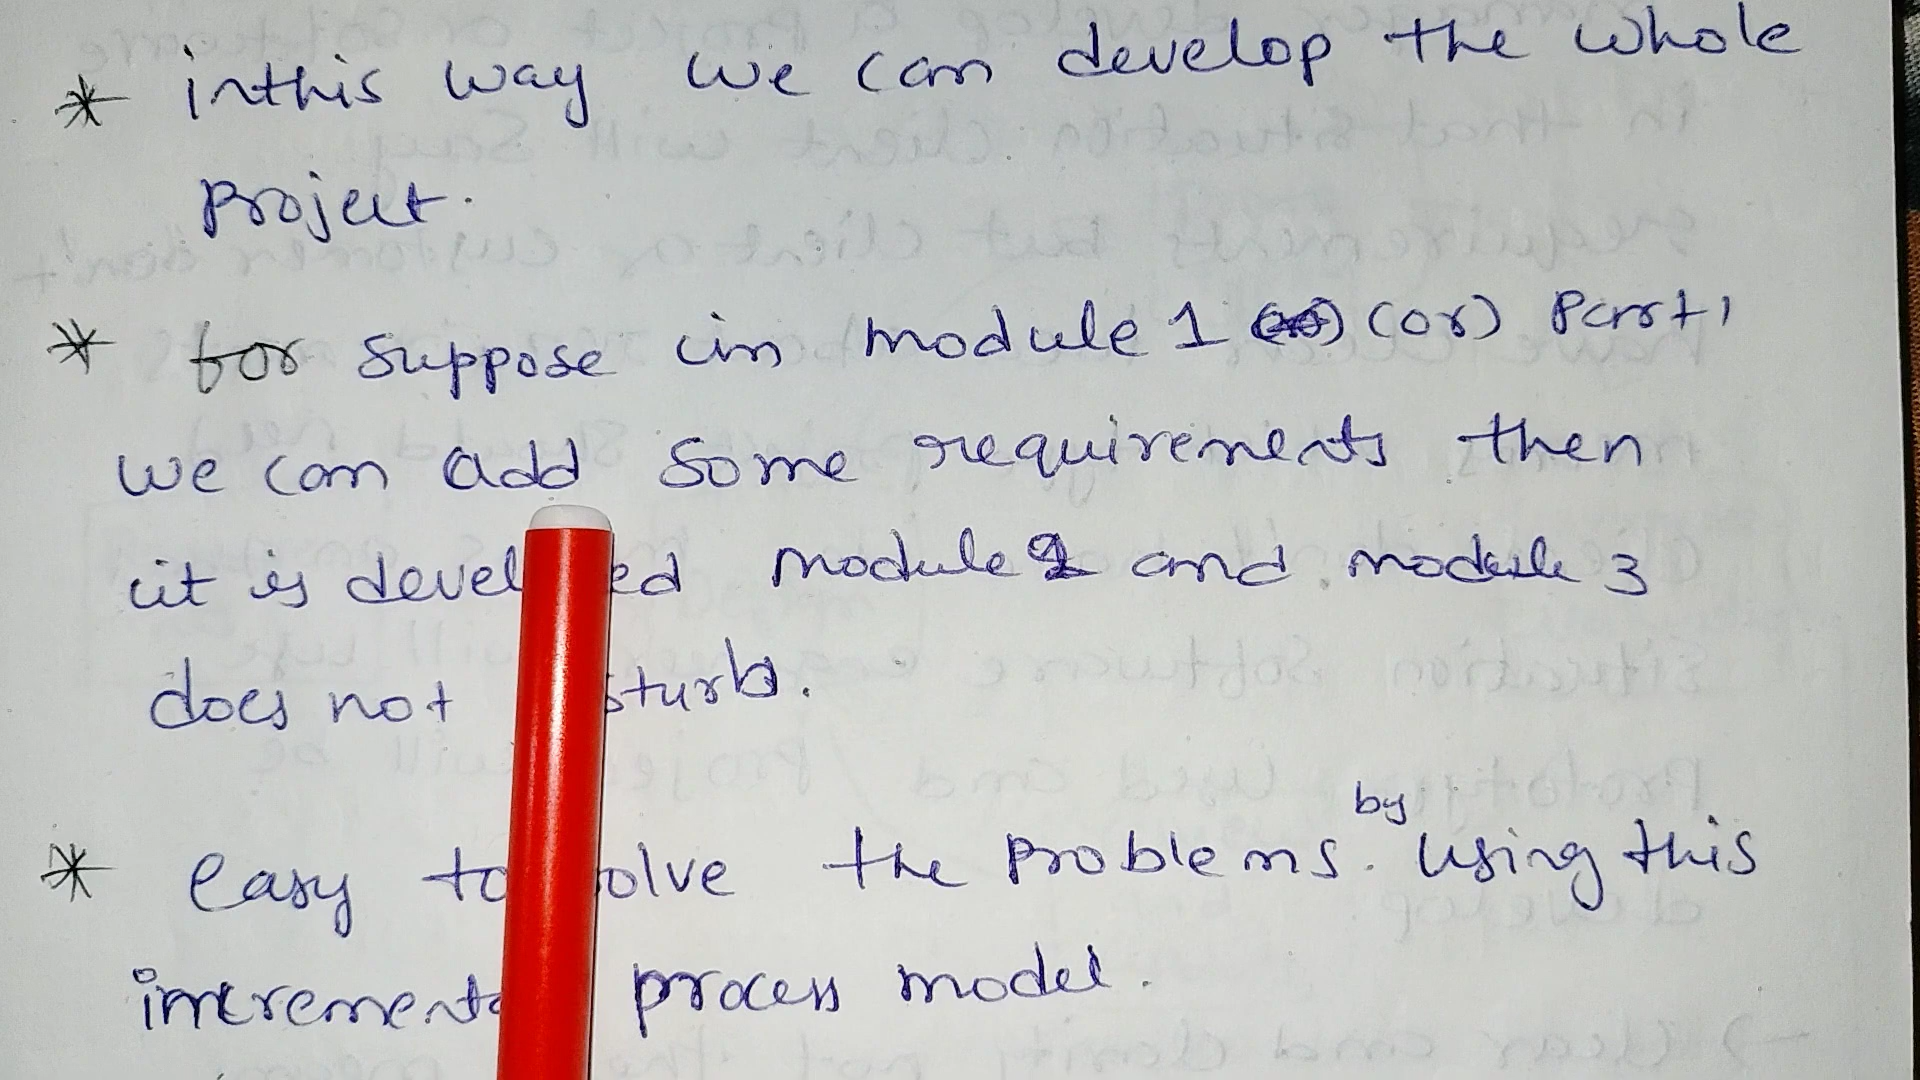 * inthis way we can develop the whole
Project.
* for suppose in module 1 (or) Part 1
we can add some requirements then
it is devel ed module 2 and module 3
does not sturb.
* easy to olve the problems. by using this
incrementa process model.